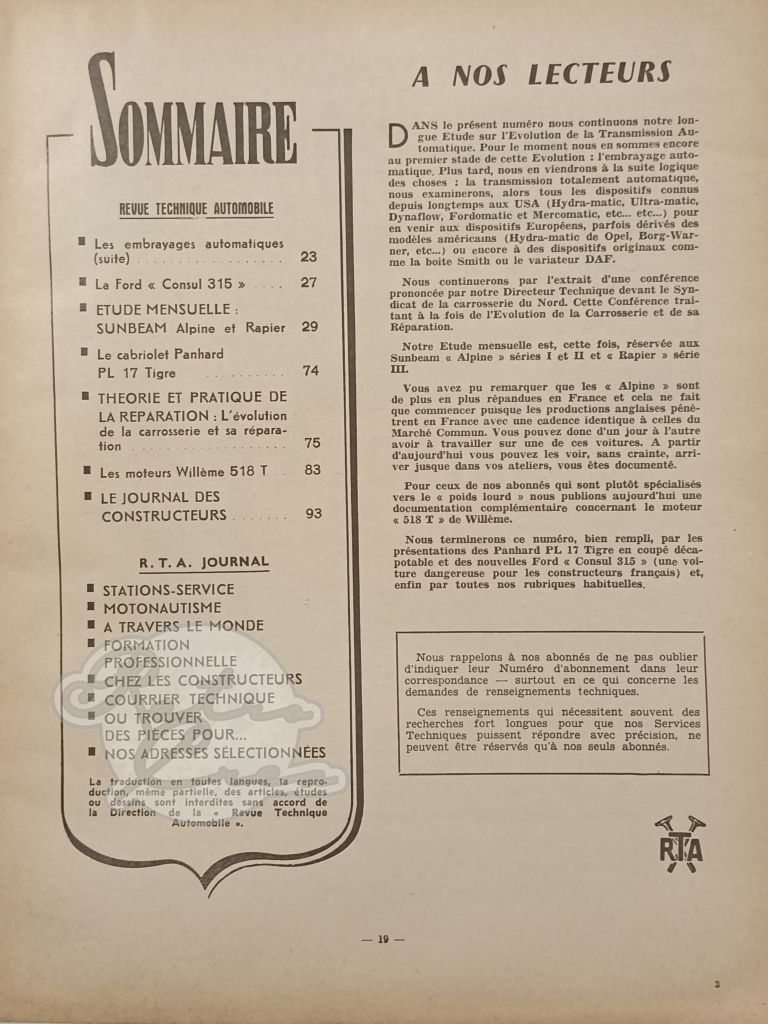 SOMMAIRE
REVUE TECHNIQUE AUTOMOBILE
Les embrayages automatiques
(suite) . . . . . . . . . . . . . . . . . . 23
La Ford « Consul 315 » . . . . 27
ETUDE MENSUELLE :
SUNBEAM Alpine et Rapier 29
Le cabriolet Panhard
PL 17 Tigre . . . . . . . . . . 74
THEORIE ET PRATIQUE DE
LA REPARATION : L'évolution
de la carrosserie et sa répara-
tion . . . . . . . . . . . . . . . . . . . . 75
Les moteurs Willème 518 T . . 83
LE JOURNAL DES
CONSTRUCTEURS . . . . . . . 93
R. T. A. JOURNAL
STATIONS-SERVICE
MOTONAUTISME
A TRAVERS LE MONDE
FORMATION
PROFESSIONNELLE
CHEZ LES CONSTRUCTEURS
COURRIER TECHNIQUE
OU TROUVER
DES PIÈCES POUR...
NOS ADRESSES SÉLECTIONNÉES
La traduction en toutes langues, la repro-
duction, même partielle, des articles, études
ou dessins sont interdites sans accord de
la Direction de la « Revue Technique
Automobile ».
A NOS LECTEURS
DANS le présent numéro nous continuons notre lon-
gue Etude sur l'Evolution de la Transmission Au-
tomatique. Pour le moment nous en sommes encore
au premier stade de cette Evolution : l'embrayage auto-
matique. Plus tard, nous en viendrons à la suite logique
des choses : la transmission totalement automatique,
nous examinerons, alors tous les dispositifs connus
depuis longtemps aux USA (Hydra-matic, Ultra-matic,
Dynaflow, Fordomatic et Mercomatic, etc... etc...) pour
en venir aux dispositifs Européens, parfois dérivés des
modèles américains (Hydra-matic de Opel, Borg-War-
ner, etc...) ou encore à des dispositifs originaux com-
me la boîte Smith ou le variateur DAF.
Nous continuerons par l'extrait d'une conférence
prononcée par notre Directeur Technique devant le Syn-
dicat de la carrosserie du Nord. Cette Conférence trai-
tant à la fois de l'Evolution de la Carrosserie et de sa
Réparation.
Notre Etude mensuelle est, cette fois, réservée aux
Sunbeam « Alpine » séries I et II et « Rapier » série
III.
Vous avez pu remarquer que les « Alpine » sont
de plus en plus répandues en France et cela ne fait
que commencer puisque les productions anglaises pénè-
trent en France avec une cadence identique à celles du
Marché Commun. Vous pouvez donc d'un jour à l'autre
avoir à travailler sur une de ces voitures. A partir
d'aujourd'hui vous pouvez les voir, sans crainte, arri-
ver jusque dans vos ateliers, vous êtes documenté.
Pour ceux de nos abonnés qui sont plutôt spécialisés
vers le « poids lourd » nous publions aujourd'hui une
documentation complémentaire concernant le moteur
« 518 T » de Willème.
Nous terminerons ce numéro, bien rempli, par les
présentations des Panhard PL 17 Tigre en coupé déca-
potable et des nouvelles Ford « Consul 315 » (une voi-
ture dangereuse pour les constructeurs français) et,
enfin par toutes nos rubriques habituelles.
Nous rappelons à nos abonnés de ne pas oublier
d'indiquer leur Numéro d'abonnement dans leur
correspondance — surtout en ce qui concerne les
demandes de renseignements techniques.
Ces renseignements qui nécessitent souvent des
recherches fort longues pour que nos Services
Techniques puissent répondre avec précision, ne
peuvent être réservés qu'à nos seuls abonnés.
RTA
— 19 —
3